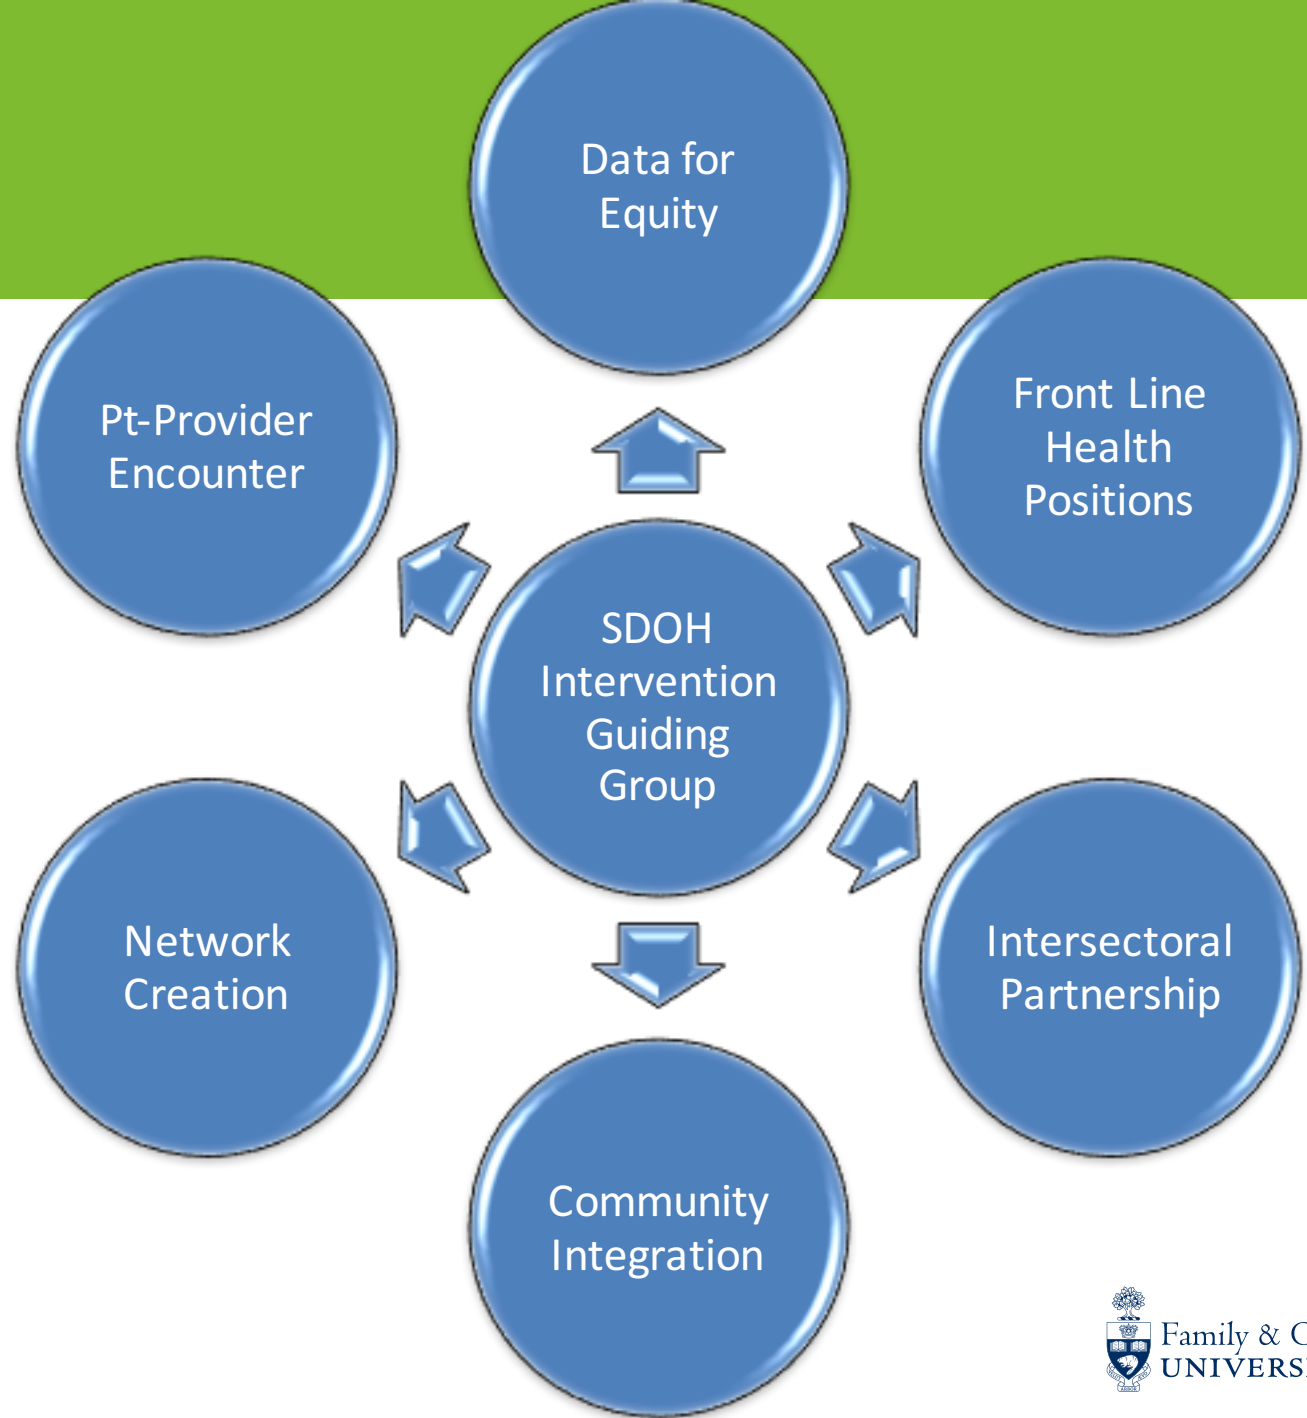 Data for
Equity
Pt-Provider
Encounter
Front Line
Health
Positions
SDOH
Intervention
Guiding
Group
Network
Creation
Intersectoral
Partnership
Community
Integration
Family & C
UNIVERS